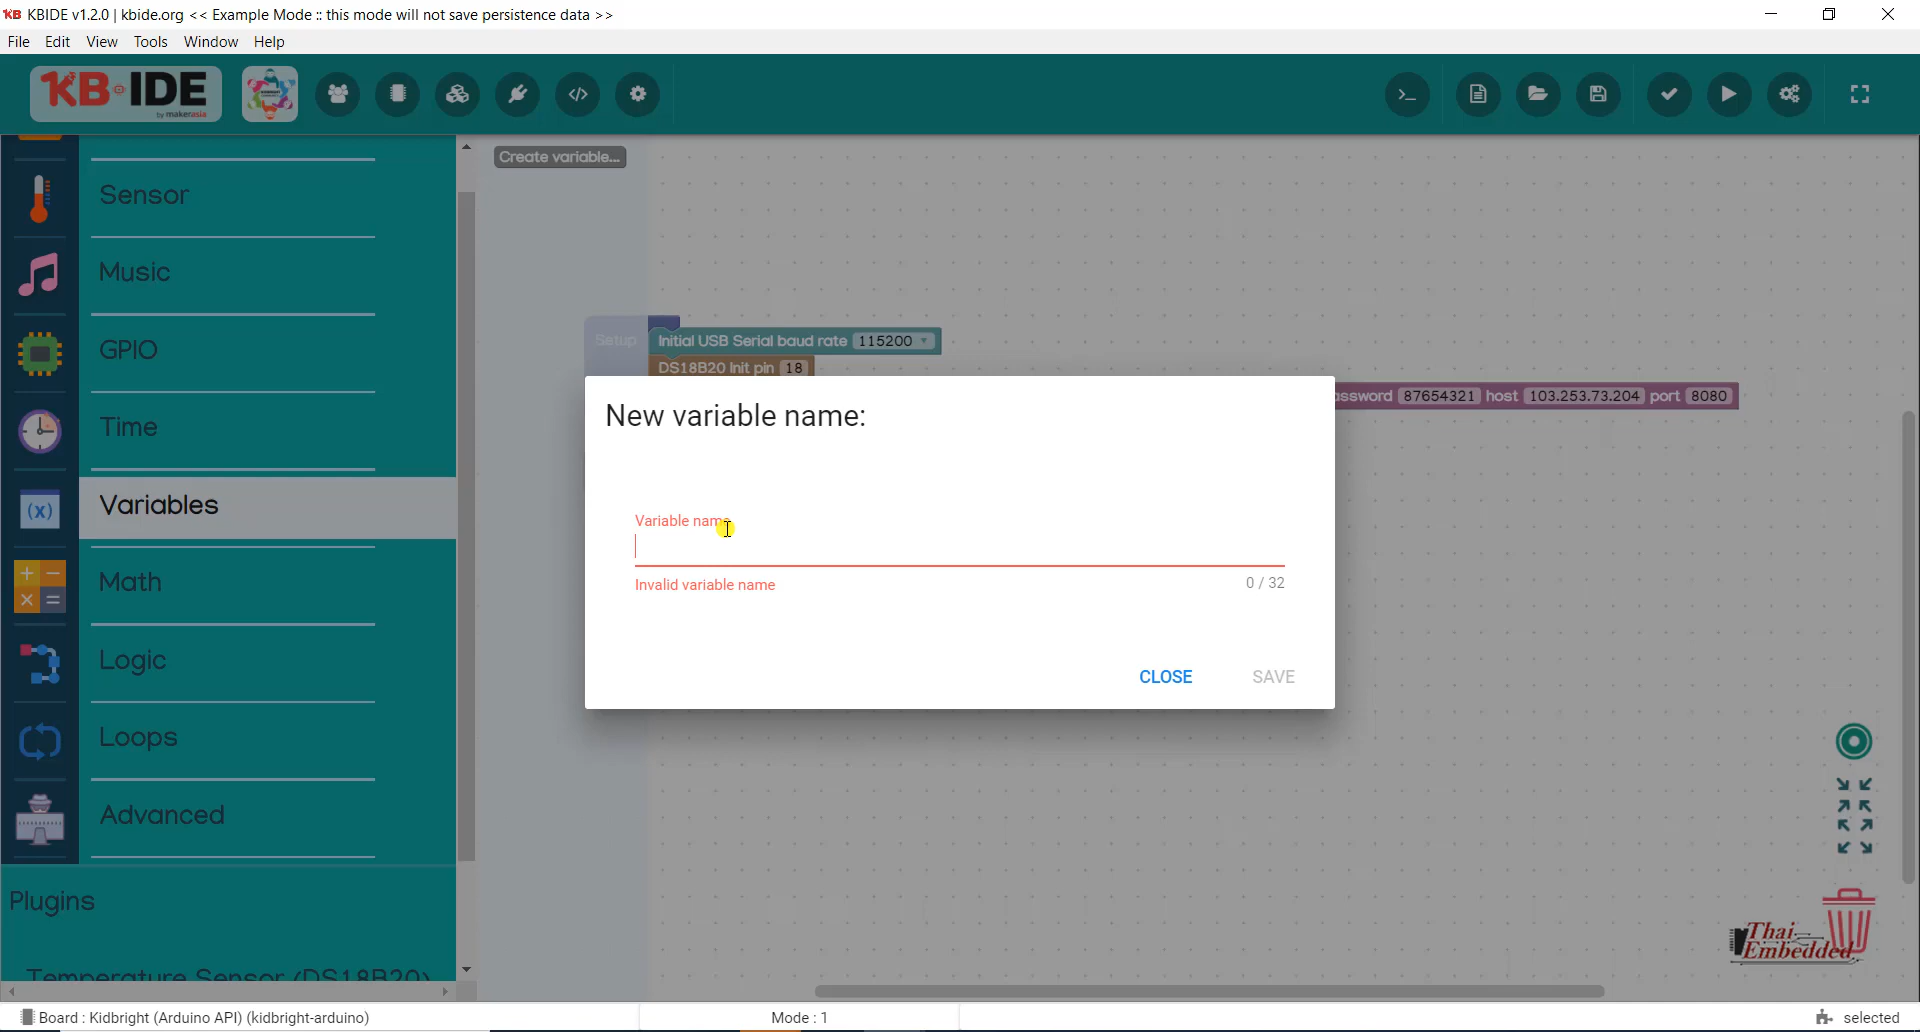 KBIDE v1.2.0 | kbide.org << Example Mode :: this mode will not save persistence data >>
File Edit View Tools Window Help
KB IDE
by makerasia
Create variable...
Sensor
Music
GPIO
Time
Variables
Math
Logic
Loops
Advanced
Plugins
Temperature Sensor (DS18B20)
Setup
Initial USB Serial baud rate 115200
DS18B20 Init pin 18
assword 87654321 host 103.253.73.204 port 8080
New variable name:
Variable name
Invalid variable name 0 / 32
CLOSE SAVE
Thai
Embedded
Board : Kidbright (Arduino API) (kidbright-arduino) Mode : 1 selected